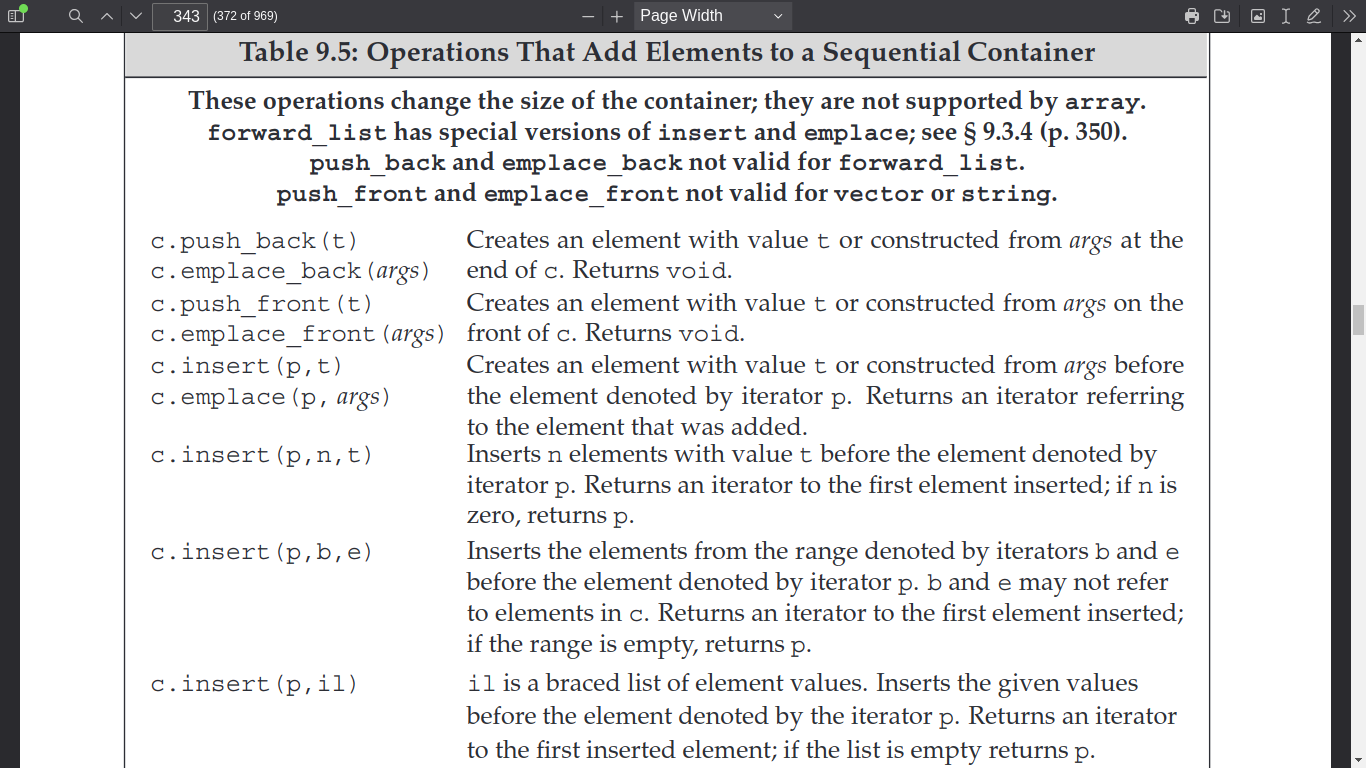 343 (372 of 969) Page Width
Table 9.5: Operations That Add Elements to a Sequential Container
These operations change the size of the container; they are not supported by array.
forward_list has special versions of insert and emplace; see § 9.3.4 (p. 350).
push_back and emplace_back not valid for forward_list.
push_front and emplace_front not valid for vector or string.
c.push_back(t) Creates an element with value t or constructed from args at the
c.emplace_back(args) end of c. Returns void.
c.push_front(t) Creates an element with value t or constructed from args on the
c.emplace_front(args) front of c. Returns void.
c.insert(p,t) Creates an element with value t or constructed from args before
c.emplace(p, args) the element denoted by iterator p. Returns an iterator referring
to the element that was added.
c.insert(p,n,t) Inserts n elements with value t before the element denoted by
iterator p. Returns an iterator to the first element inserted; if n is
zero, returns p.
c.insert(p,b,e) Inserts the elements from the range denoted by iterators b and e
before the element denoted by iterator p. b and e may not refer
to elements in c. Returns an iterator to the first element inserted;
if the range is empty, returns p.
c.insert(p,il) il is a braced list of element values. Inserts the given values
before the element denoted by the iterator p. Returns an iterator
to the first inserted element; if the list is empty returns p.